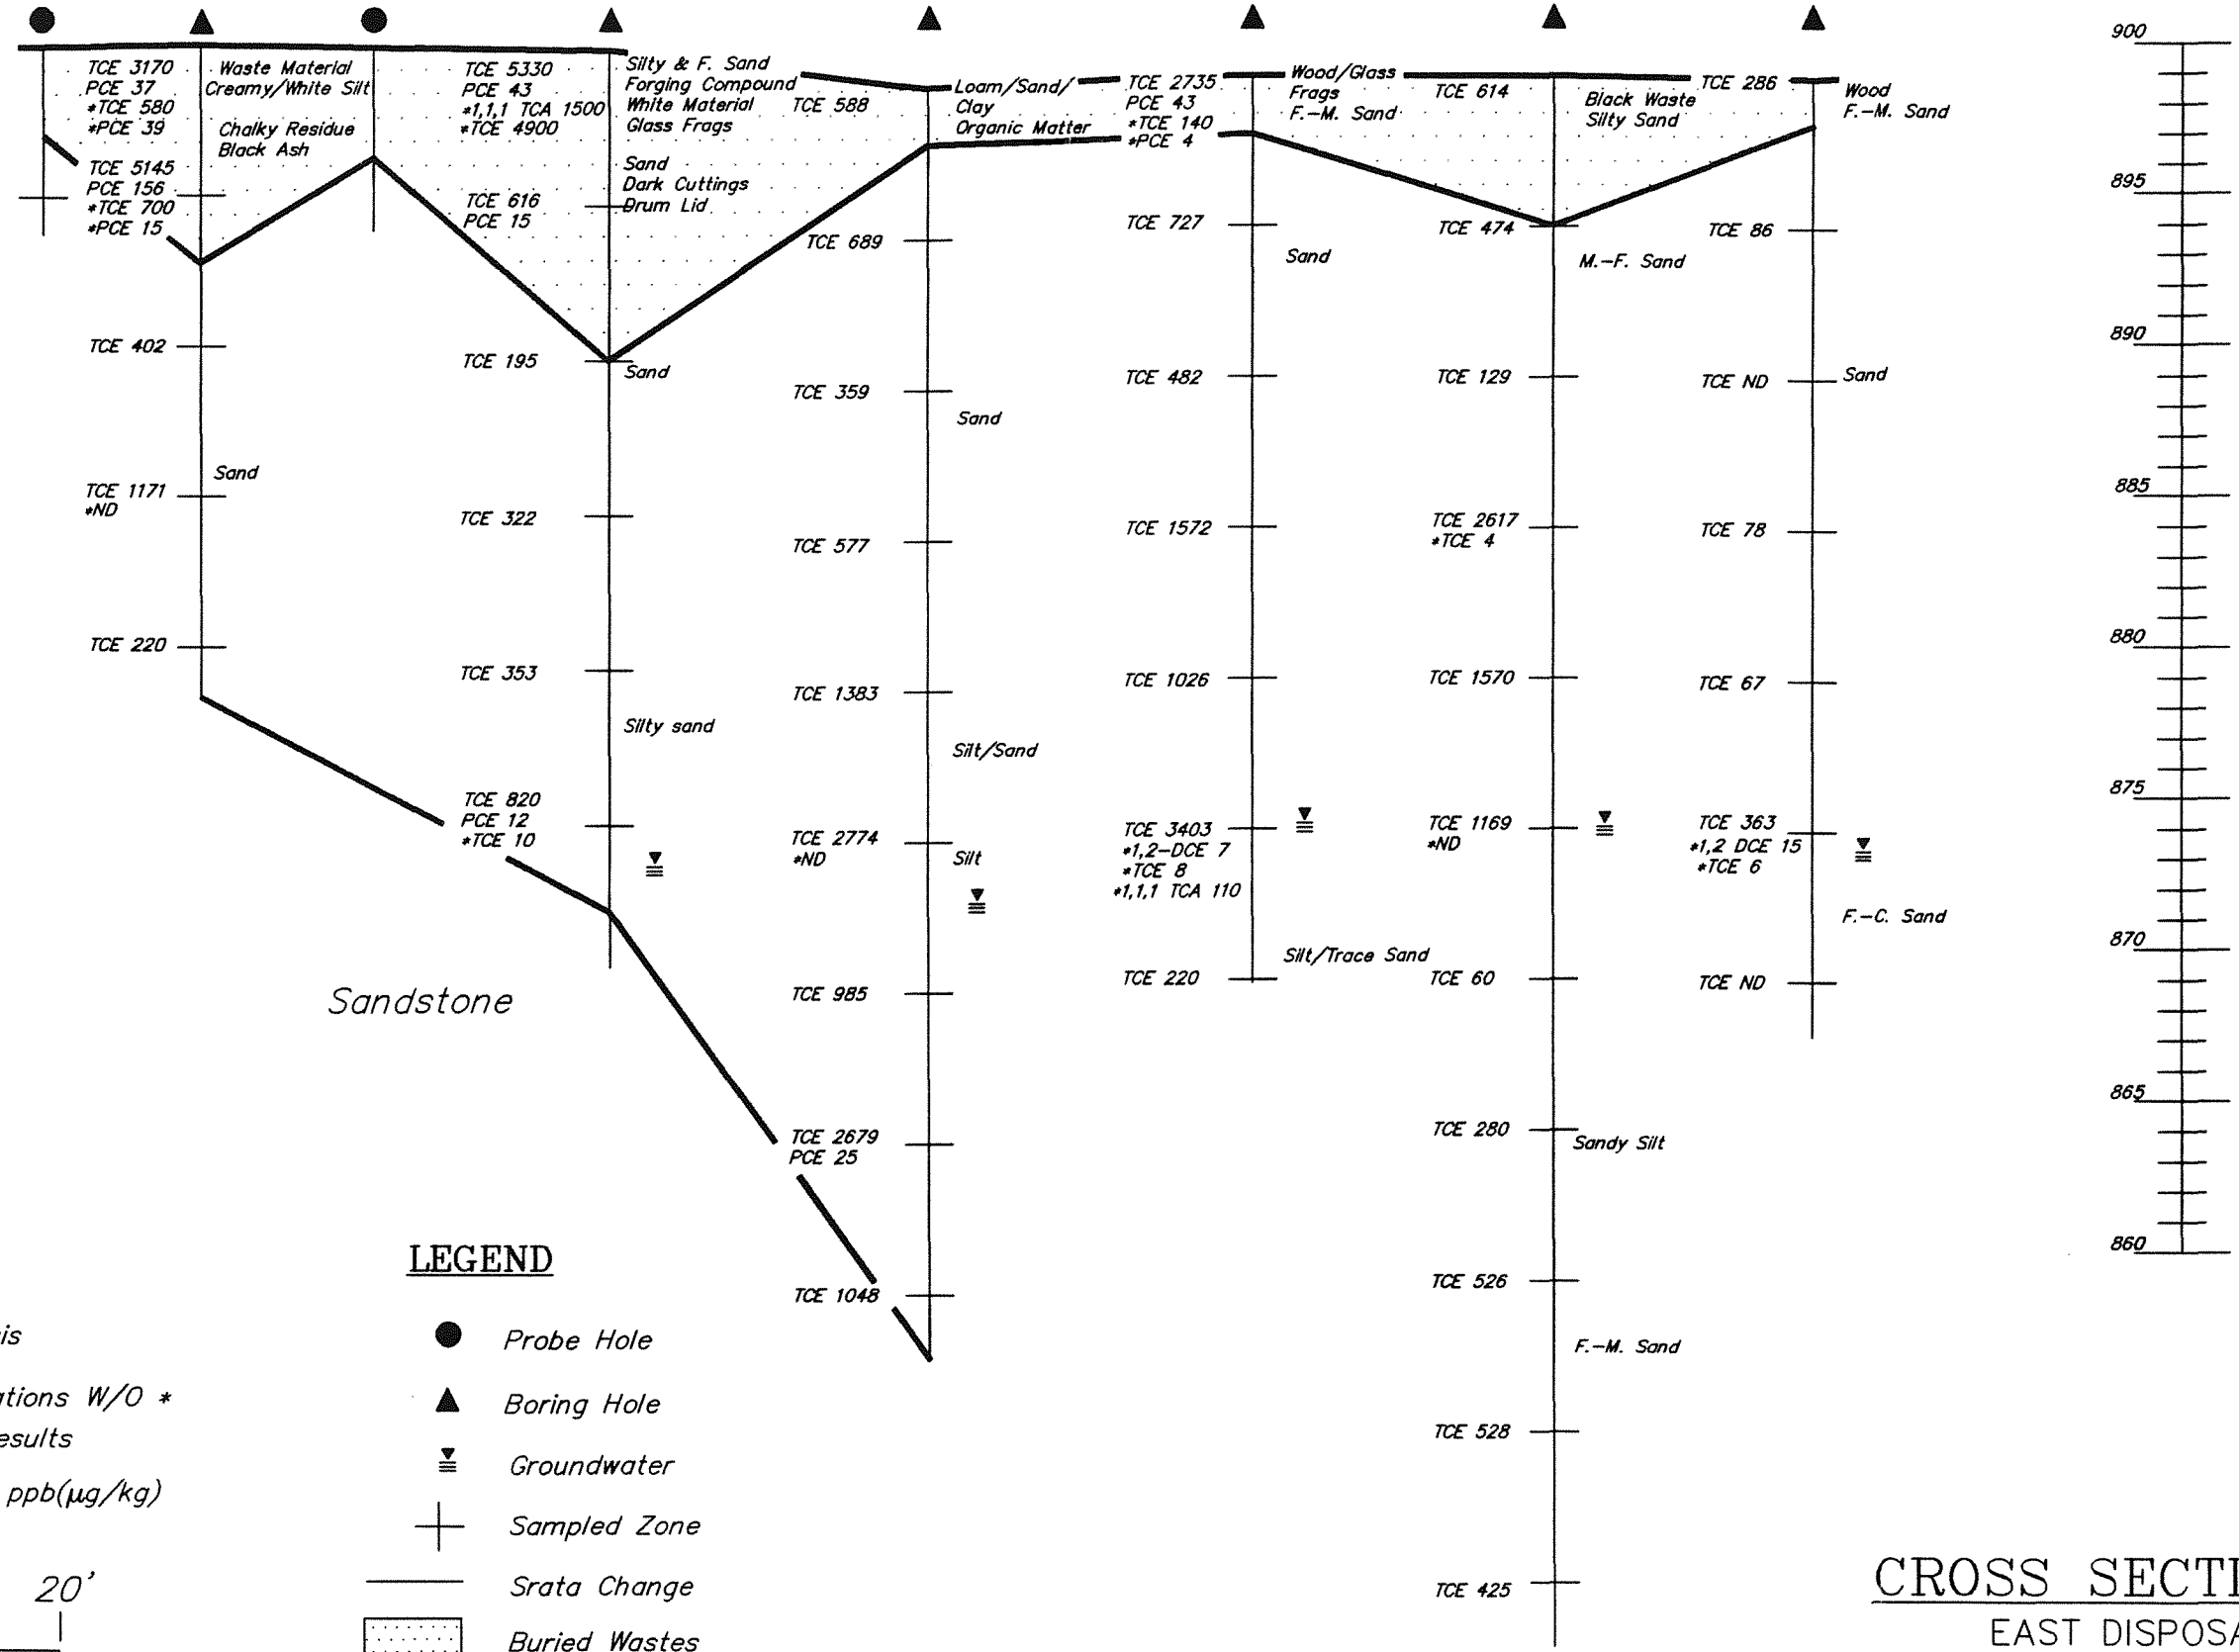 TCE 3170
PCE 37
*TCE 580
*PCE 39
TCE 5145
PCE 156
*TCE 700
*PCE 15
TCE 402
TCE 1171
*ND
TCE 220
Waste Material
Creamy/White Silt
Chalky Residue
Black Ash
Sand
TCE 5330
PCE 43
*1,1,1 TCA 1500
*TCE 4900
TCE 616
PCE 15
TCE 195
TCE 322
TCE 353
TCE 820
PCE 12
*TCE 10
Silty & F. Sand
Forging Compound
White Material
Glass Frags
Sand
Dark Cuttings
Drum Lid
Sand
Silty sand
Sandstone
TCE 588
TCE 689
TCE 359
TCE 577
TCE 1383
TCE 2774
*ND
TCE 985
TCE 2679
PCE 25
TCE 1048
Loam/Sand/
Clay
Organic Matter
Sand
Silt/Sand
Silt
TCE 2735
PCE 43
*TCE 140
*PCE 4
TCE 727
TCE 482
TCE 1572
TCE 1026
TCE 3403
*1,2-DCE 7
*TCE 8
*1,1,1 TCA 110
TCE 220
Wood/Glass
Frags
F.-M. Sand
Sand
Silt/Trace Sand
TCE 614
TCE 474
TCE 129
TCE 2617
*TCE 4
TCE 1570
TCE 1169
*ND
TCE 60
TCE 280
TCE 526
TCE 528
TCE 425
Black Waste
Silty Sand
M.-F. Sand
Sandy Silt
F.-M. Sand
TCE 286
TCE 86
TCE ND
TCE 78
TCE 67
TCE 363
*1,2 DCE 15
*TCE 6
TCE ND
Wood
F.-M. Sand
Sand
F.-C. Sand
900
895
890
885
880
875
870
865
860
is
ations W/O *
esults
ppb(µg/kg)
20'
LEGEND
Probe Hole
Boring Hole
Groundwater
Sampled Zone
Srata Change
Buried Wastes
CROSS SECTI
EAST DISPOSA